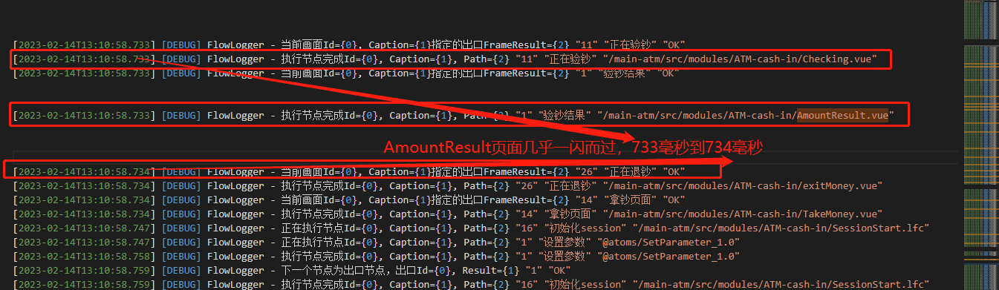 [2023-02-14T13:10:58.733] [DEBUG] FlowLogger - 当前画面Id={0}, Caption={1}指定的出口FrameResult={2} "11" "正在验钞" "OK"
[2023-02-14T13:10:58.733] [DEBUG] FlowLogger - 执行节点完成Id={0}, Caption={1}, Path={2} "11" "正在验钞" "/main-atm/src/modules/ATM-cash-in/Checking.vue"
[2023-02-14T13:10:58.733] [DEBUG] FlowLogger - 当前画面Id={0}, Caption={1}指定的出口FrameResult={2} "1" "验钞结果" "OK"
[2023-02-14T13:10:58.733] [DEBUG] FlowLogger - 执行节点完成Id={0}, Caption={1}, Path={2} "1" "验钞结果" "/main-atm/src/modules/ATM-cash-in/AmountResult.vue"
AmountResult页面几乎一闪而过，733毫秒到734毫秒
[2023-02-14T13:10:58.734] [DEBUG] FlowLogger - 当前画面Id={0}, Caption={1}指定的出口FrameResult={2} "26" "正在退钞" "OK"
[2023-02-14T13:10:58.734] [DEBUG] FlowLogger - 执行节点完成Id={0}, Caption={1}, Path={2} "26" "正在退钞" "/main-atm/src/modules/ATM-cash-in/exitMoney.vue"
[2023-02-14T13:10:58.734] [DEBUG] FlowLogger - 当前画面Id={0}, Caption={1}指定的出口FrameResult={2} "14" "拿钞页面" "OK"
[2023-02-14T13:10:58.734] [DEBUG] FlowLogger - 执行节点完成Id={0}, Caption={1}, Path={2} "14" "拿钞页面" "/main-atm/src/modules/ATM-cash-in/TakeMoney.vue"
[2023-02-14T13:10:58.747] [DEBUG] FlowLogger - 正在执行节点Id={0}, Caption={1}, Path={2} "16" "初始化session" "/main-atm/src/modules/ATM-cash-in/SessionStart.lfc"
[2023-02-14T13:10:58.747] [DEBUG] FlowLogger - 正在执行节点Id={0}, Caption={1}, Path={2} "1" "设置参数" "@atoms/SetParameter_1.0"
[2023-02-14T13:10:58.758] [DEBUG] FlowLogger - 执行节点完成Id={0}, Caption={1}, Path={2} "1" "设置参数" "@atoms/SetParameter_1.0"
[2023-02-14T13:10:58.759] [DEBUG] FlowLogger - 下一个节点为出口节点，出口Id={0}, Result={1} "1" "OK"
[2023-02-14T13:10:58.759] [DEBUG] FlowLogger - 执行节点完成Id={0}, Caption={1}, Path={2} "16" "初始化session" "/main-atm/src/modules/ATM-cash-in/SessionStart.lfc"